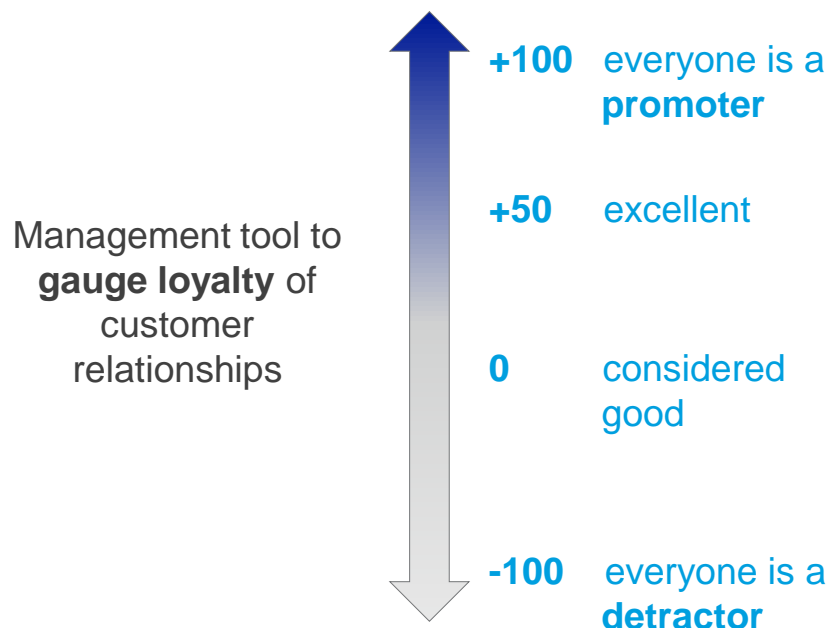 +100 everyone is a
promoter
+50 excellent
Management tool to
gauge loyalty of
customer
relationships
0 considered
good
-100 everyone is a
detractor